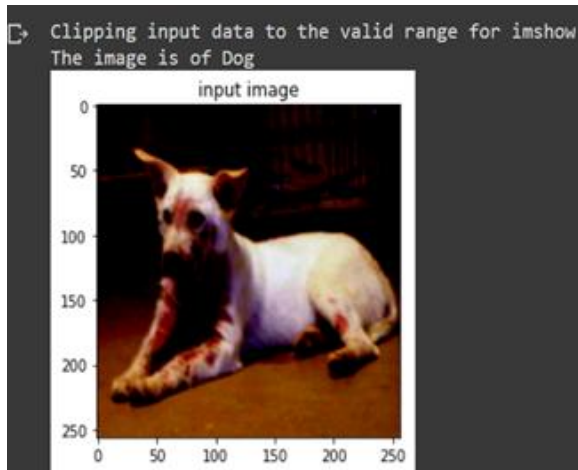 Clipping input data to the valid range for imshow
The image is of Dog
input image
0
50
100
150
200
250
0 50 100 150 200 250